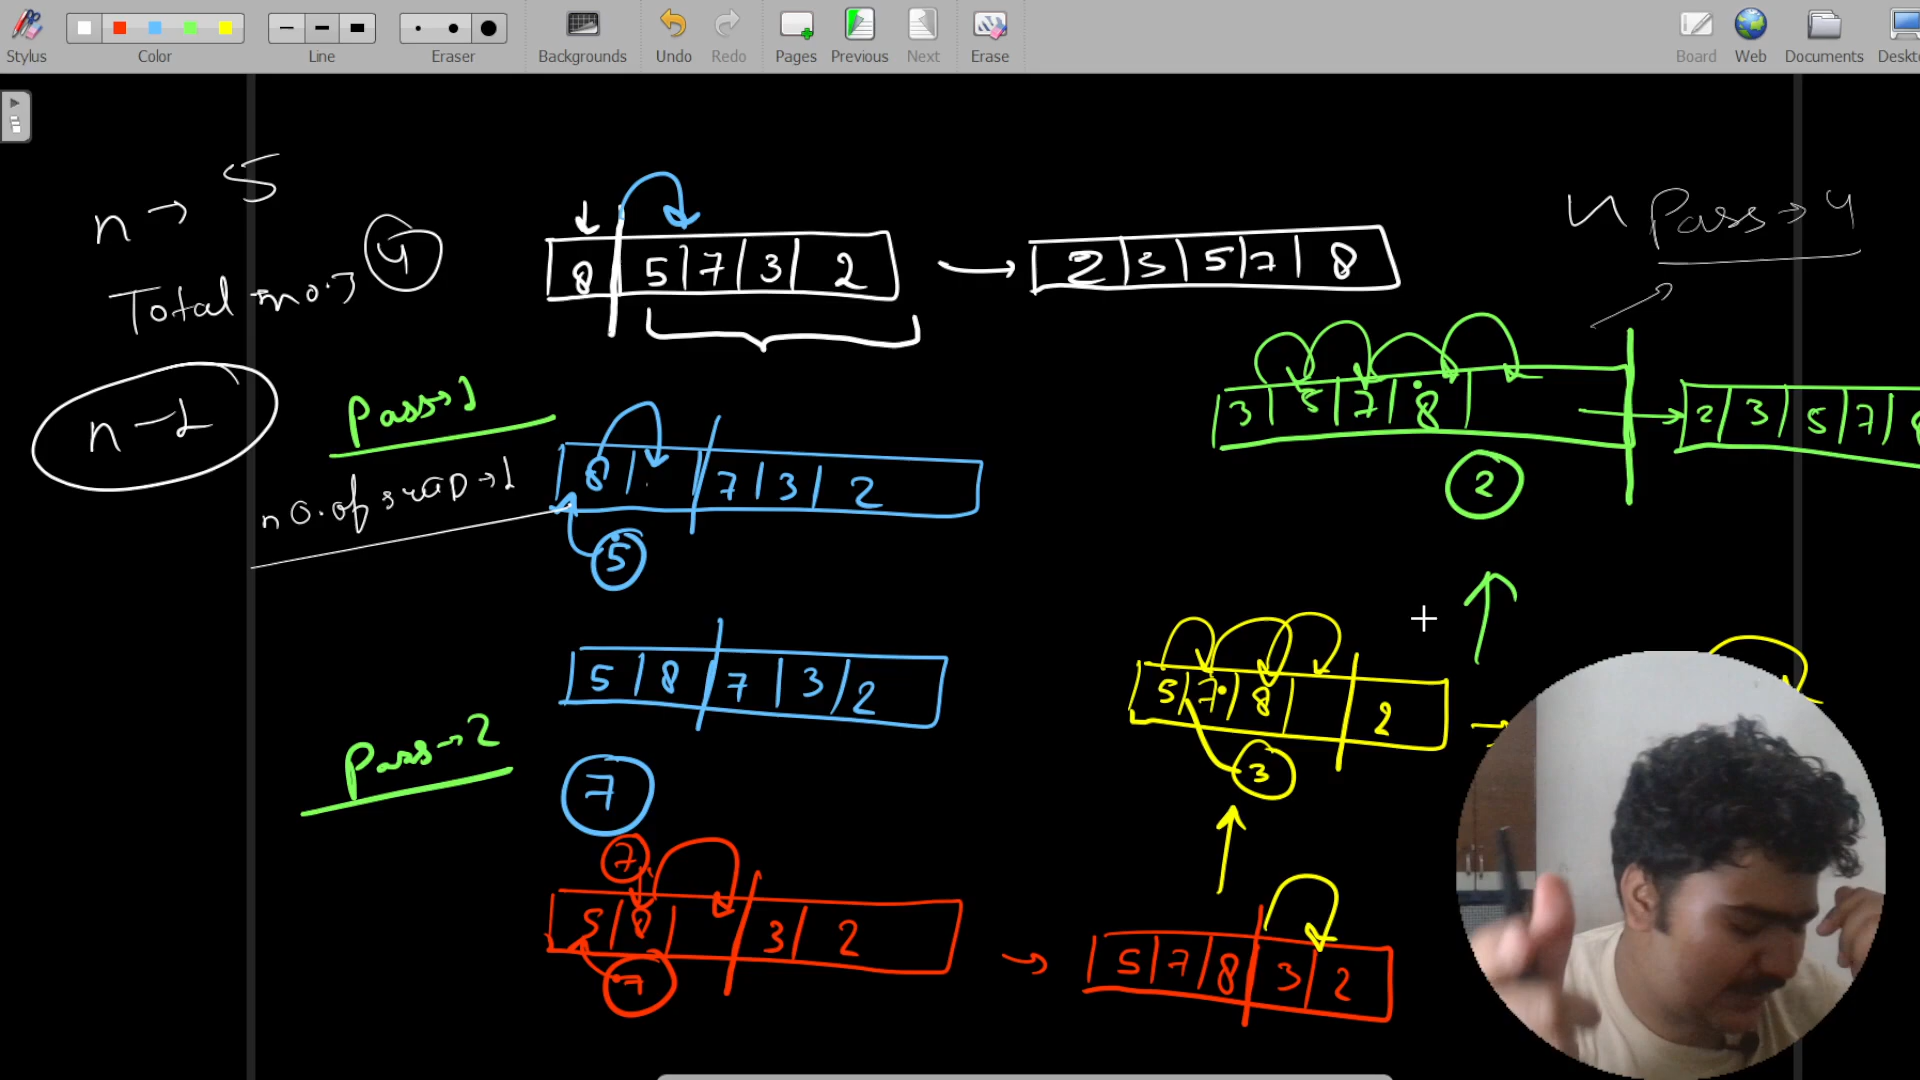 Stylus
Color
Line
Eraser
Backgrounds
Undo
Redo
Pages
Previous
Next
Erase
Board
Web
Documents
Deskto
n → 5
Total no. 4
n-1
8 5 7 3 2 → 2 3 5 7 8
n Pass → 4
Pass → 1
no. of swap → 1
8 7 3 2
5
3 5 7 8 → 2 3 5 7 8
2
5 8 7 3 2
Pass → 2
7
5 7 8 2 →
3
7
5 8 3 2 → 5 7 8 3 2
7